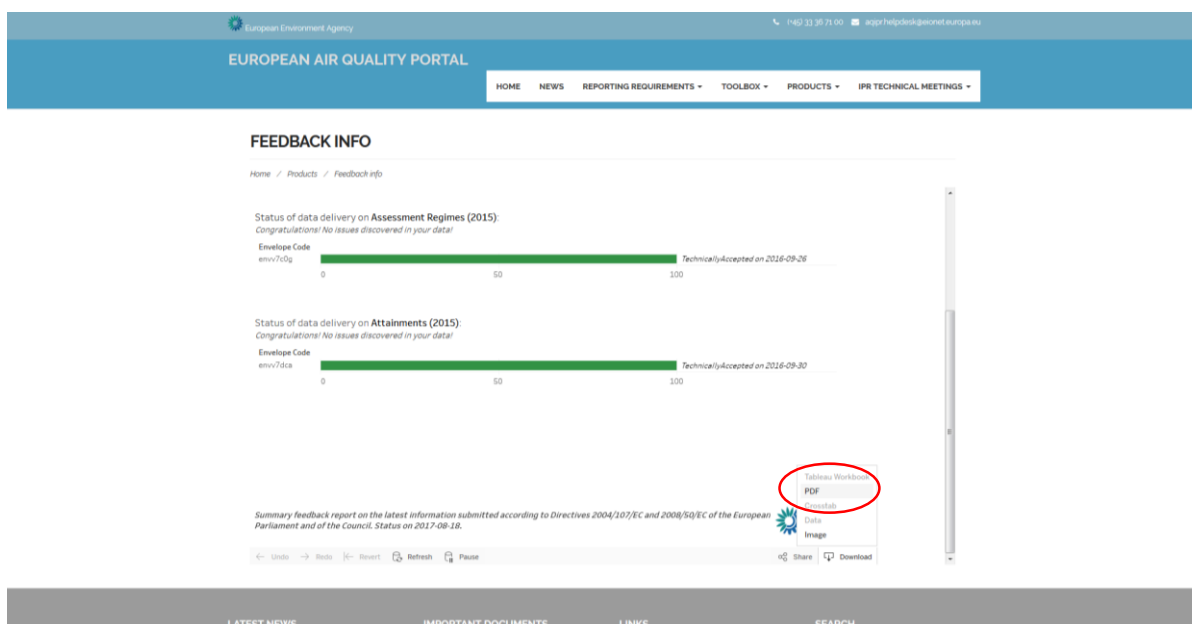 European Environment Agency
(+45) 33 36 71 00 aqipr.helpdesk@eionet.europa.eu
EUROPEAN AIR QUALITY PORTAL
HOME NEWS REPORTING REQUIREMENTS TOOLBOX PRODUCTS IPR TECHNICAL MEETINGS
FEEDBACK INFO
Home / Products / Feedback info
Status of data delivery on Assessment Regimes (2015):
Congratulations! No issues discovered in your data!
Envelope Code
envv7c0g TechnicallyAccepted on 2016-09-26
0 50 100
Status of data delivery on Attainments (2015):
Congratulations! No issues discovered in your data!
Envelope Code
envv7dca TechnicallyAccepted on 2016-09-30
0 50 100
Tableau Workbook
PDF
Crosstab
Data
Image
Summary feedback report on the latest information submitted according to Directives 2004/107/EC and 2008/50/EC of the European
Parliament and of the Council. Status on 2017-08-18.
Undo Redo Revert Refresh Pause Share Download
LATEST NEWS IMPORTANT DOCUMENTS LINKS SEARCH